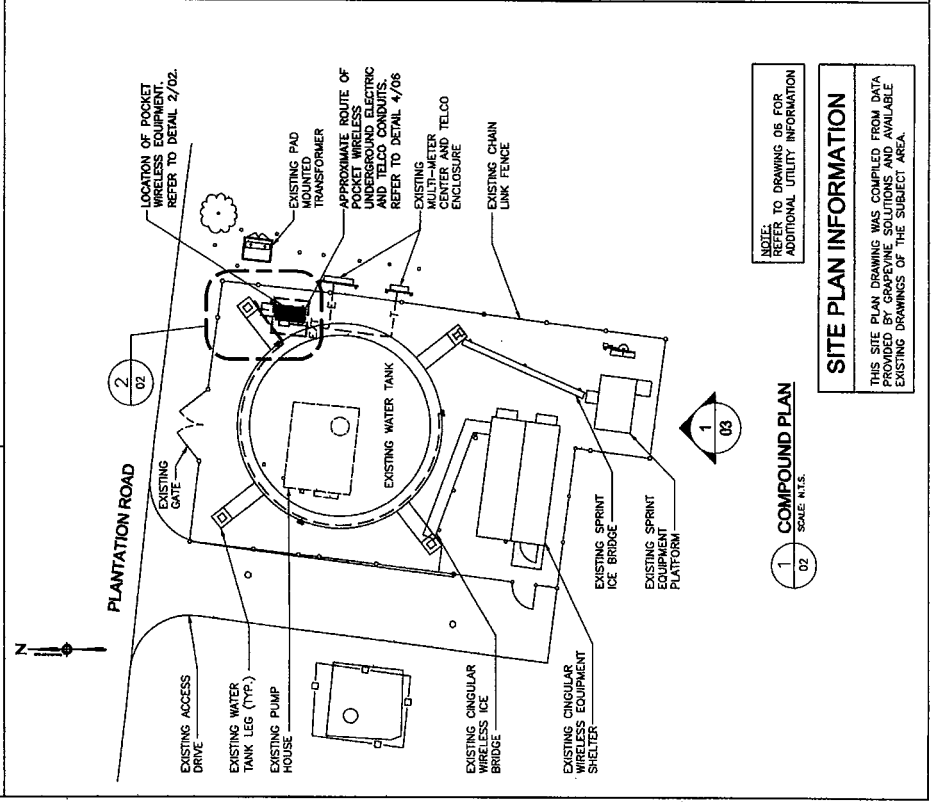 LOCATION OF POCKET
WIRELESS EQUIPMENT.
REFER TO DETAIL 2/02.
EXISTING PAD
MOUNTED
TRANSFORMER
APPROXIMATE ROUTE OF
POCKET WIRELESS
UNDERGROUND ELECTRIC
AND TELCO CONDUITS.
REFER TO DETAIL 4/06
EXISTING
MULTI-METER
CENTER AND TELCO
ENCLOSURE
EXISTING CHAIN
LINK FENCE
N
PLANTATION ROAD
2
02
EXISTING
GATE
E
T
E
T
EXISTING WATER TANK
EXISTING ACCESS
DRIVE
EXISTING WATER
TANK LEG (TYP.)
EXISTING PUMP
HOUSE
EXISTING CINGULAR
WIRELESS ICE
BRIDGE
EXISTING CINGULAR
WIRELESS EQUIPMENT
SHELTER
EXISTING SPRINT
ICE BRIDGE
EXISTING SPRINT
EQUIPMENT
PLATFORM
1
03
1
02
COMPOUND PLAN
SCALE: N.T.S.
NOTE:
REFER TO DRAWING 06 FOR
ADDITIONAL UTILITY INFORMATION
SITE PLAN INFORMATION
THIS SITE PLAN DRAWING WAS COMPILED FROM DATA
PROVIDED BY GRAPEVINE SOLUTIONS AND AVAILABLE
EXISTING DRAWINGS OF THE SUBJECT AREA.